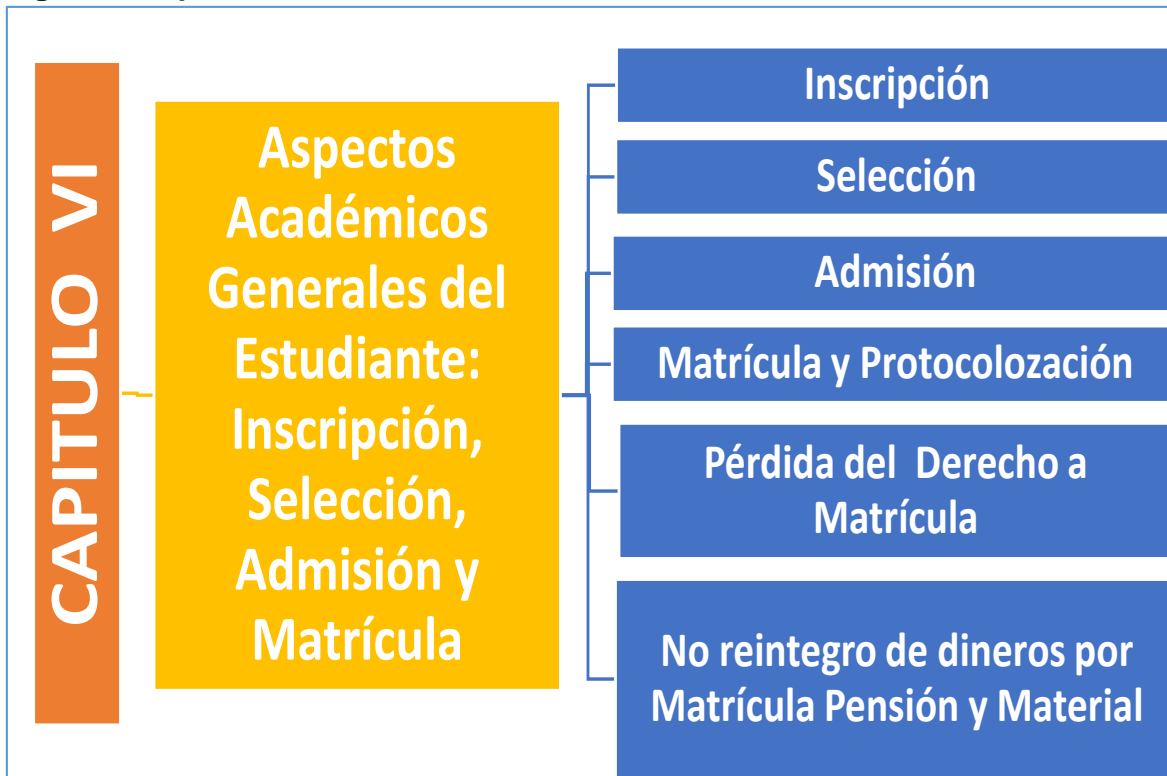 CAPITULO VI
Aspectos
Académicos
Generales del
Estudiante:
Inscripción,
Selección,
Admisión y
Matrícula
Inscripción
Selección
Admisión
Matrícula y Protocolozación
Pérdida del Derecho a
Matrícula
No reintegro de dineros por
Matrícula Pensión y Material